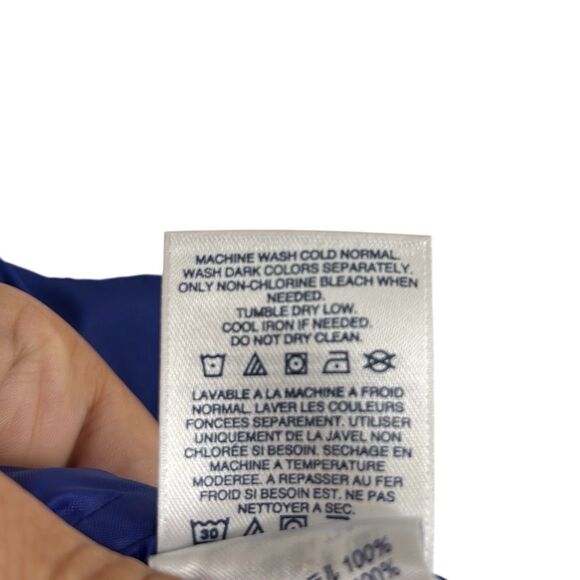 MACHINE WASH COLD NORMAL.
WASH DARK COLORS SEPARATELY.
ONLY NON-CHLORINE BLEACH WHEN
NEEDED.
TUMBLE DRY LOW.
COOL IRON IF NEEDED.
DO NOT DRY CLEAN.
LAVABLE A LA MACHINE A FROID
NORMAL. LAVER LES COULEURS
FONCEES SEPAREMENT. UTILISER
UNIQUEMENT DE LA JAVEL NON
CHLORÉE SI BESOIN. SECHAGE EN
MACHINE A TEMPERATURE
MODEREE. A REPASSER AU FER
FROID SI BESOIN EST. NE PAS
NETTOYER A SEC.
30
100%
100%